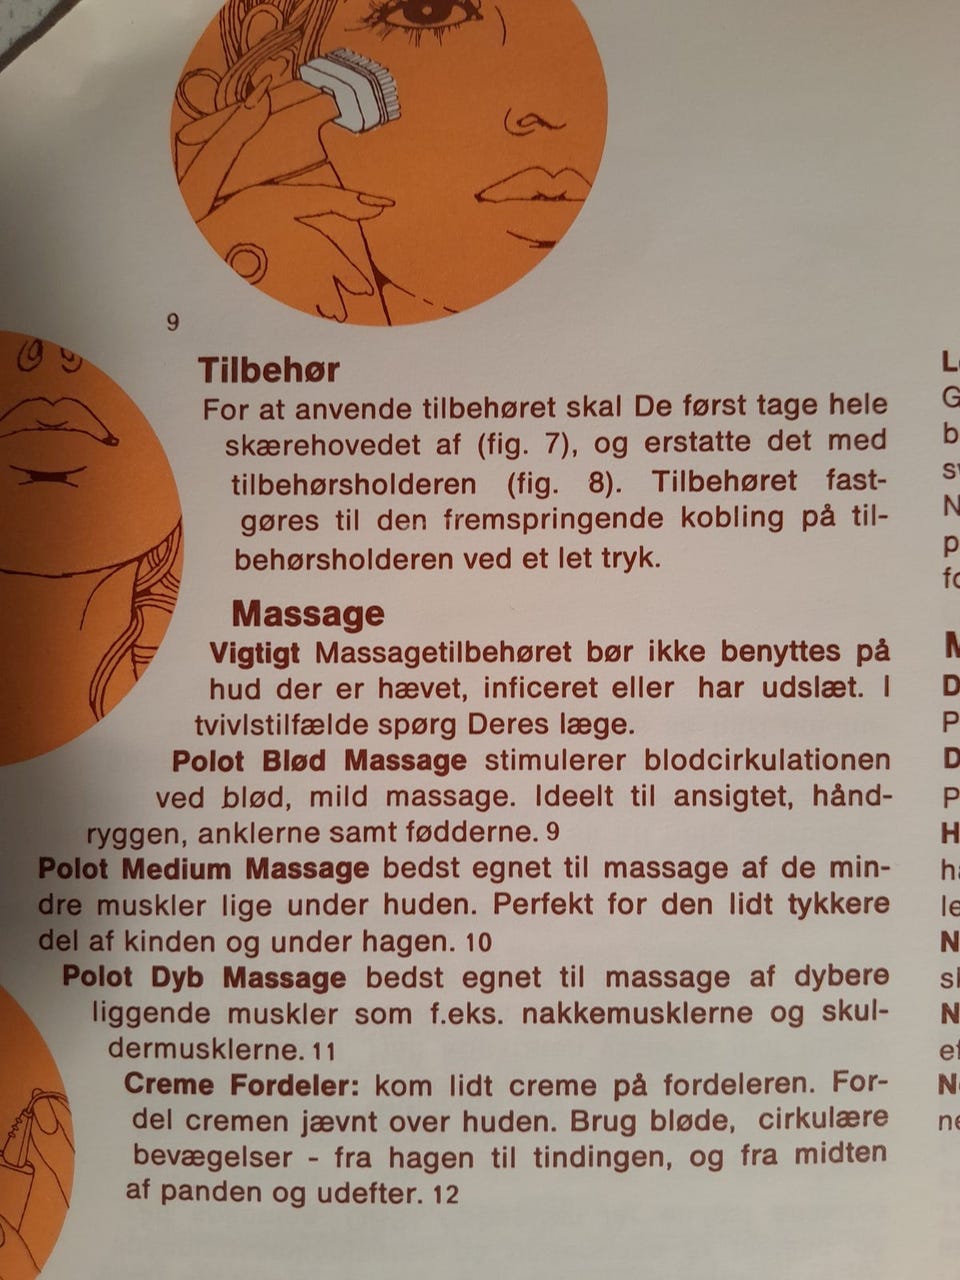 9
Tilbehør
For at anvende tilbehøret skal De først tage hele
skærehovedet af (fig. 7), og erstatte det med
tilbehørsholderen (fig. 8). Tilbehøret fast-
gøres til den fremspringende kobling på til-
behørsholderen ved et let tryk.
Massage
Vigtigt Massagetilbehøret bør ikke benyttes på
hud der er hævet, inficeret eller har udslæt. I
tvivlstilfælde spørg Deres læge.
Polot Blød Massage stimulerer blodcirkulationen
ved blød, mild massage. Ideelt til ansigtet, hånd-
ryggen, anklerne samt fødderne. 9
Polot Medium Massage bedst egnet til massage af de min-
dre muskler lige under huden. Perfekt for den lidt tykkere
del af kinden og under hagen. 10
Polot Dyb Massage bedst egnet til massage af dybere
liggende muskler som f.eks. nakkemusklerne og skul-
dermusklerne. 11
Creme Fordeler: kom lidt creme på fordeleren. For-
del cremen jævnt over huden. Brug bløde, cirkulære
bevægelser - fra hagen til tindingen, og fra midten
af panden og udefter. 12